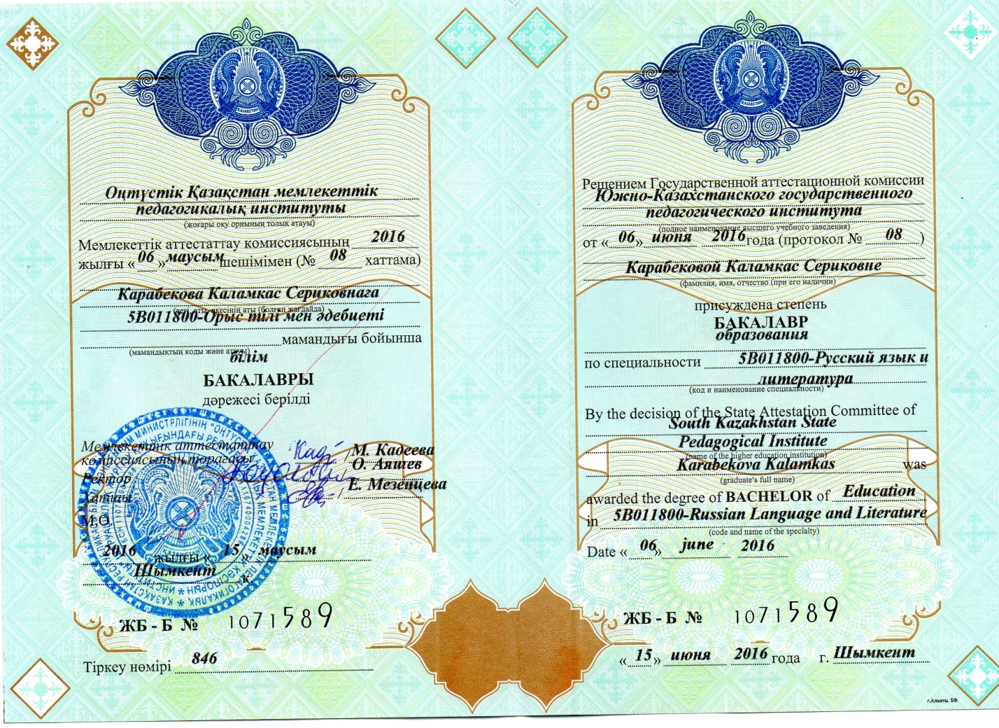 ҚАЗАҚСТАН
Оңтүстік Қазақстан мемлекеттік
педагогикалық институты
(жоғары оқу орнының толық атауы)
Мемлекеттік аттестаттау комиссиясының 2016
жылғы « 06 » маусым шешімімен (№ 08 хаттама)
Карабекова Каламкас Сериковнаға
(тегі, аты, әкесінің аты (болған жағдайда)
5В011800-Орыс тілі мен әдебиеті
мамандығы бойынша
(мамандықтың коды және атауы)
білім
БАКАЛАВРЫ
дәрежесі берілді
Мемлекеттік аттестаттау
комиссиясының төрағасы
М. Кадеева
О. Аяшев
Ректор
Е. Мезенцева
Хатшы
М.О.
2016 жылғы « 15 » маусым
Шымкент қ.
ЖБ - Б № 1071589
Тіркеу нөмірі 846
ҚАЗАҚСТАН
Решением Государственной аттестационной комиссии
Южно-Казахстанского государственного
педагогического института
(полное наименование высшего учебного заведения)
от « 06 » июня 2016 года (протокол № 08 )
Карабековой Каламкас Сериковне
(фамилия, имя, отчество (при его наличии)
присуждена степень
БАКАЛАВР
образования
по специальности 5В011800-Русский язык и
литература
(код и наименование специальности)
By the decision of the State Attestation Committee of
South Kazakhstan State
Pedagogical Institute
(name of the higher education institution)
Karabekova Kalamkas was
(graduate's full name)
awarded the degree of BACHELOR of Education
in 5B011800-Russian Language and Literature
(code and name of the specialty)
Date « 06 » june 2016
ЖБ - Б № 1071589
« 15 » июня 2016 года г. Шымкент
г.Алматы. БФ.